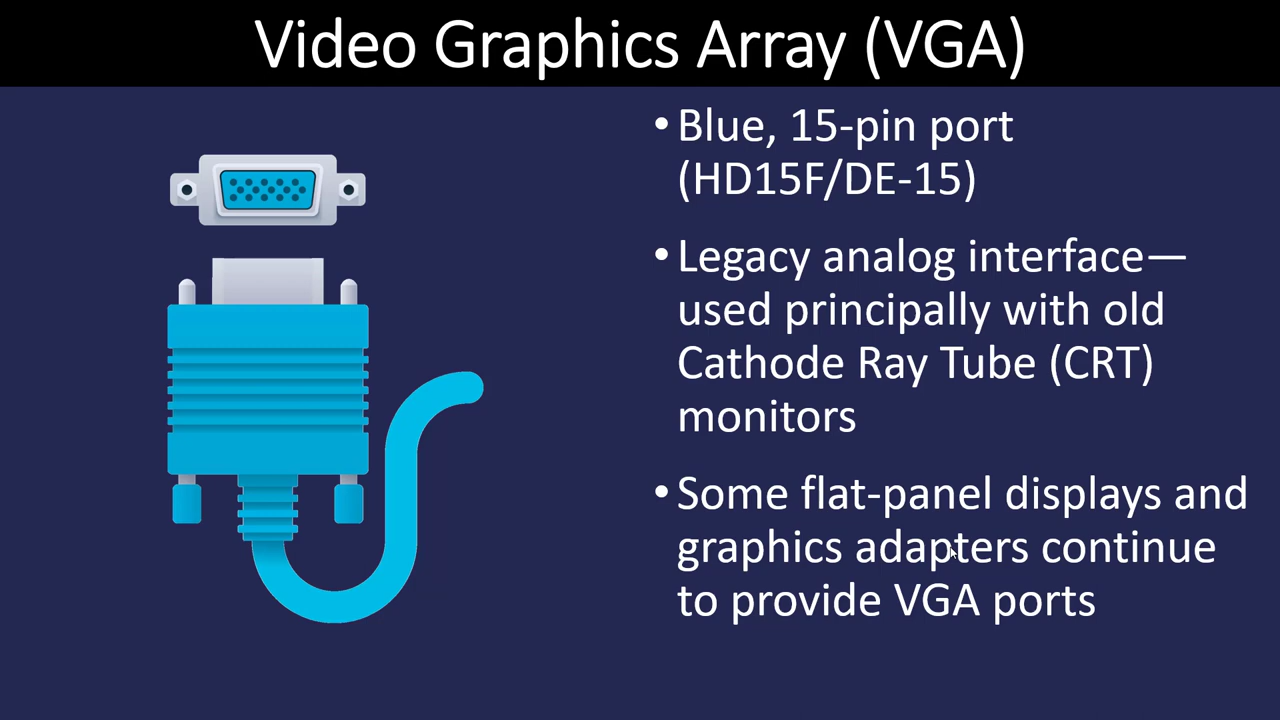 Video Graphics Array (VGA)
• Blue, 15-pin port
(HD15F/DE-15)
• Legacy analog interface—
used principally with old
Cathode Ray Tube (CRT)
monitors
• Some flat-panel displays and
graphics adapters continue
to provide VGA ports